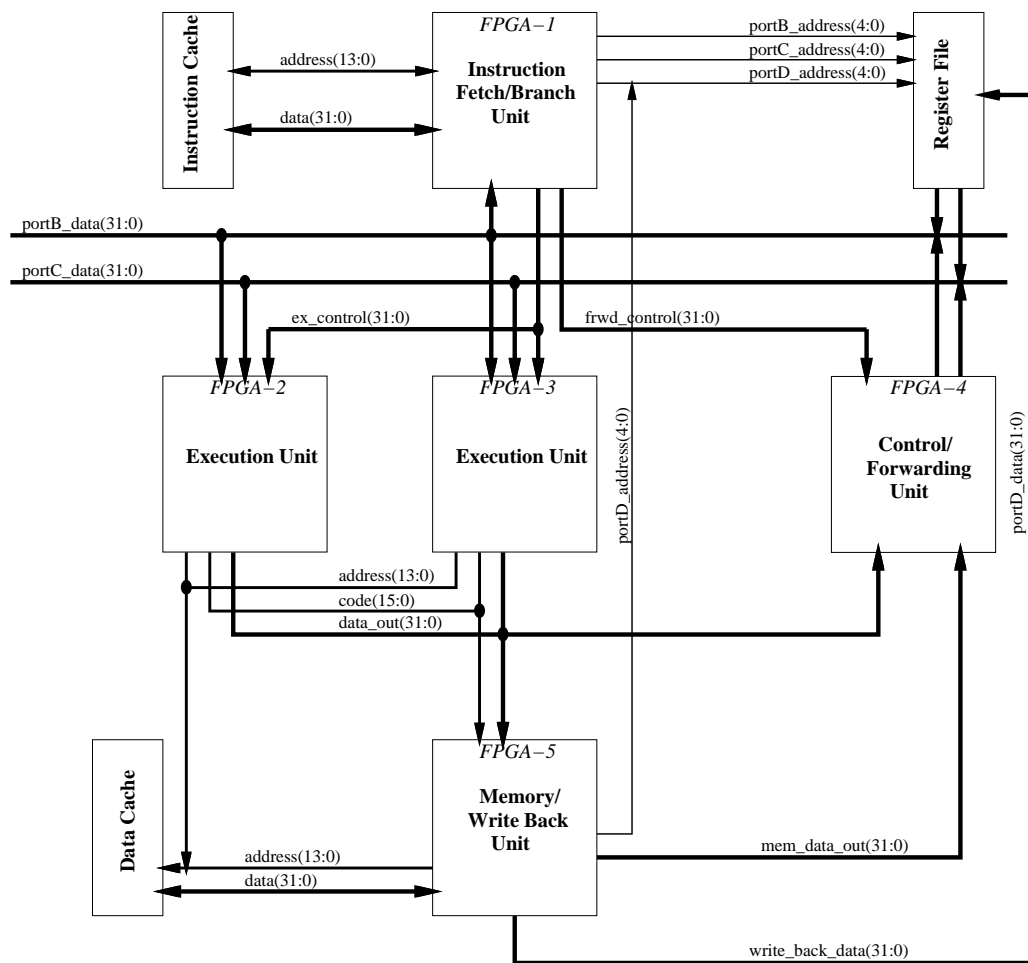 FPGA−1
Instruction
Fetch/Branch
Unit
Instruction Cache
address(13:0)
data(31:0)
portB_address(4:0)
portC_address(4:0)
portD_address(4:0)
Register File
portB_data(31:0)
portC_data(31:0)
ex_control(31:0)
frwd_control(31:0)
FPGA−2
Execution Unit
FPGA−3
Execution Unit
portD_address(4:0)
FPGA−4
Control/
Forwarding
Unit
portD_data(31:0)
address(13:0)
code(15:0)
data_out(31:0)
Data Cache
FPGA−5
Memory/
Write Back
Unit
address(13:0)
data(31:0)
mem_data_out(31:0)
write_back_data(31:0)